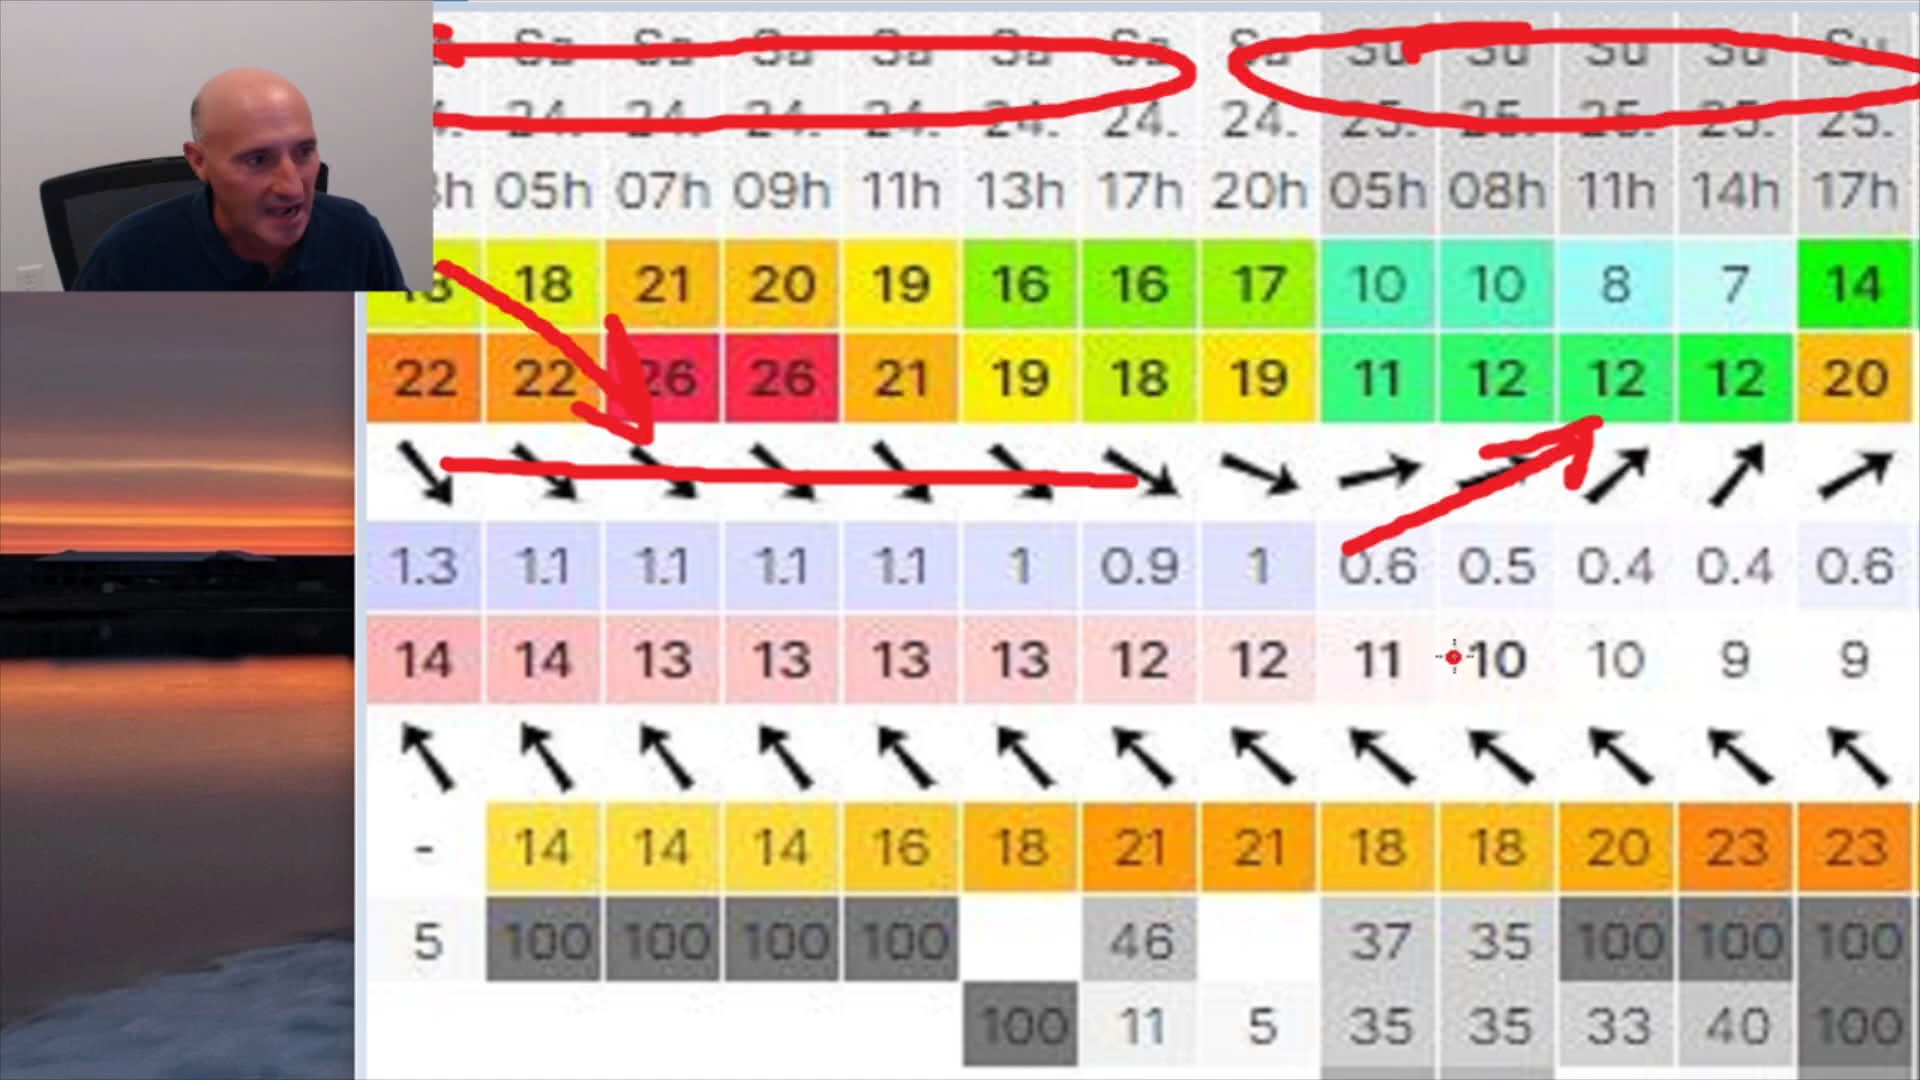 Sa Sa Sa Sa Sa Sa Sa Su Su Su Su Su
24. 24. 24. 24. 24. 24. 24. 25. 25. 25. 25. 25.
05h 07h 09h 11h 13h 17h 20h 05h 08h 11h 14h 17h
18 18 21 20 19 16 16 17 10 10 8 7 14
22 22 26 26 21 19 18 19 11 12 12 12 20
1.3 1.1 1.1 1.1 1.1 1 0.9 1 0.6 0.5 0.4 0.4 0.6
14 14 13 13 13 13 12 12 11 10 10 9 9
- 14 14 14 16 18 21 21 18 18 20 23 23
5 100 100 100 100 46 37 35 100 100 100
100 11 5 35 35 33 40 100